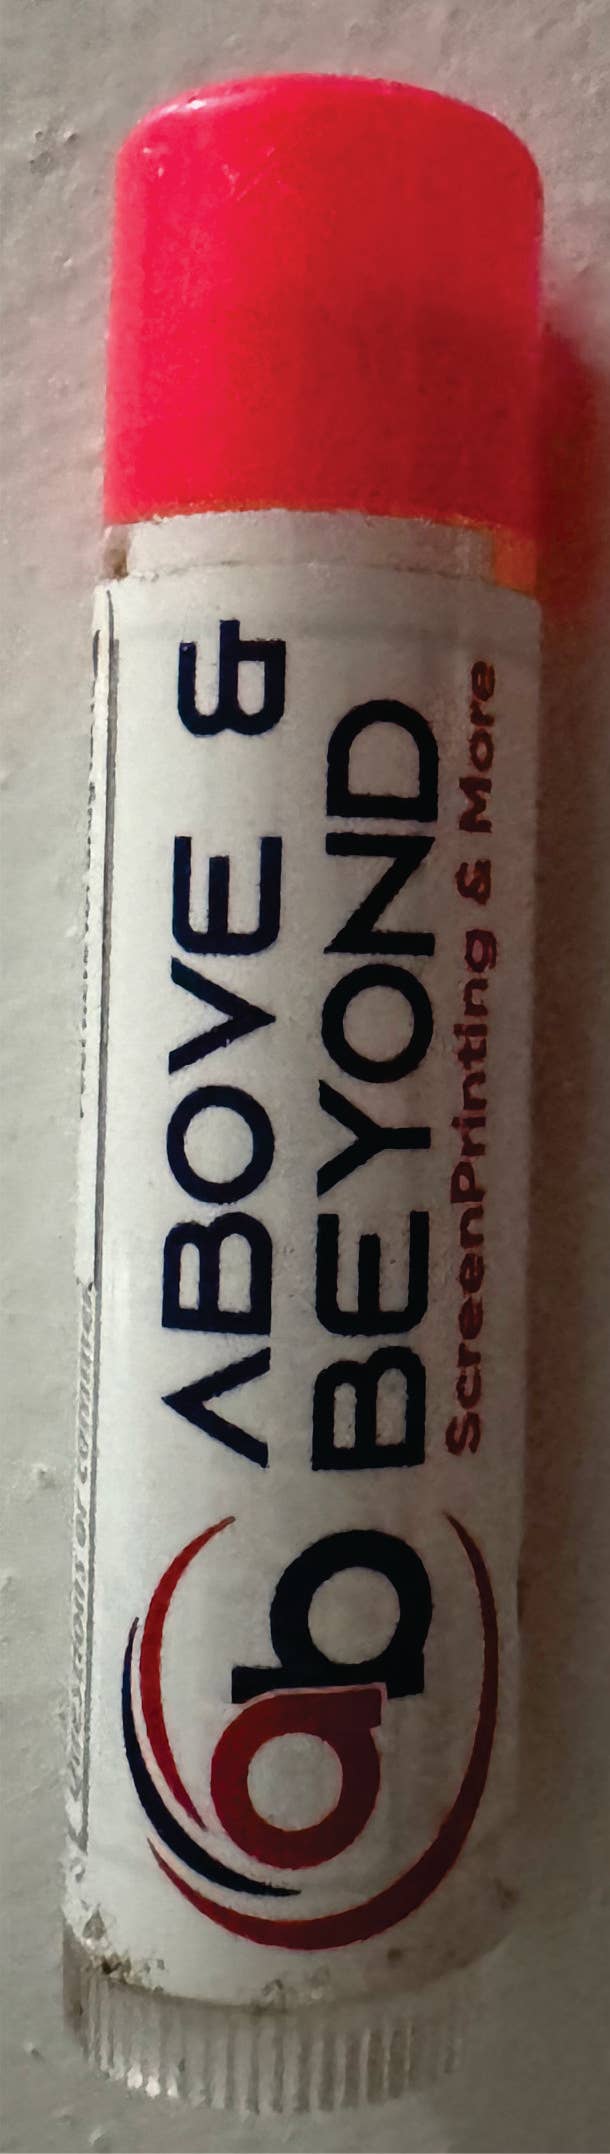 ab
ABOVE &
BEYOND
ScreenPrinting & More